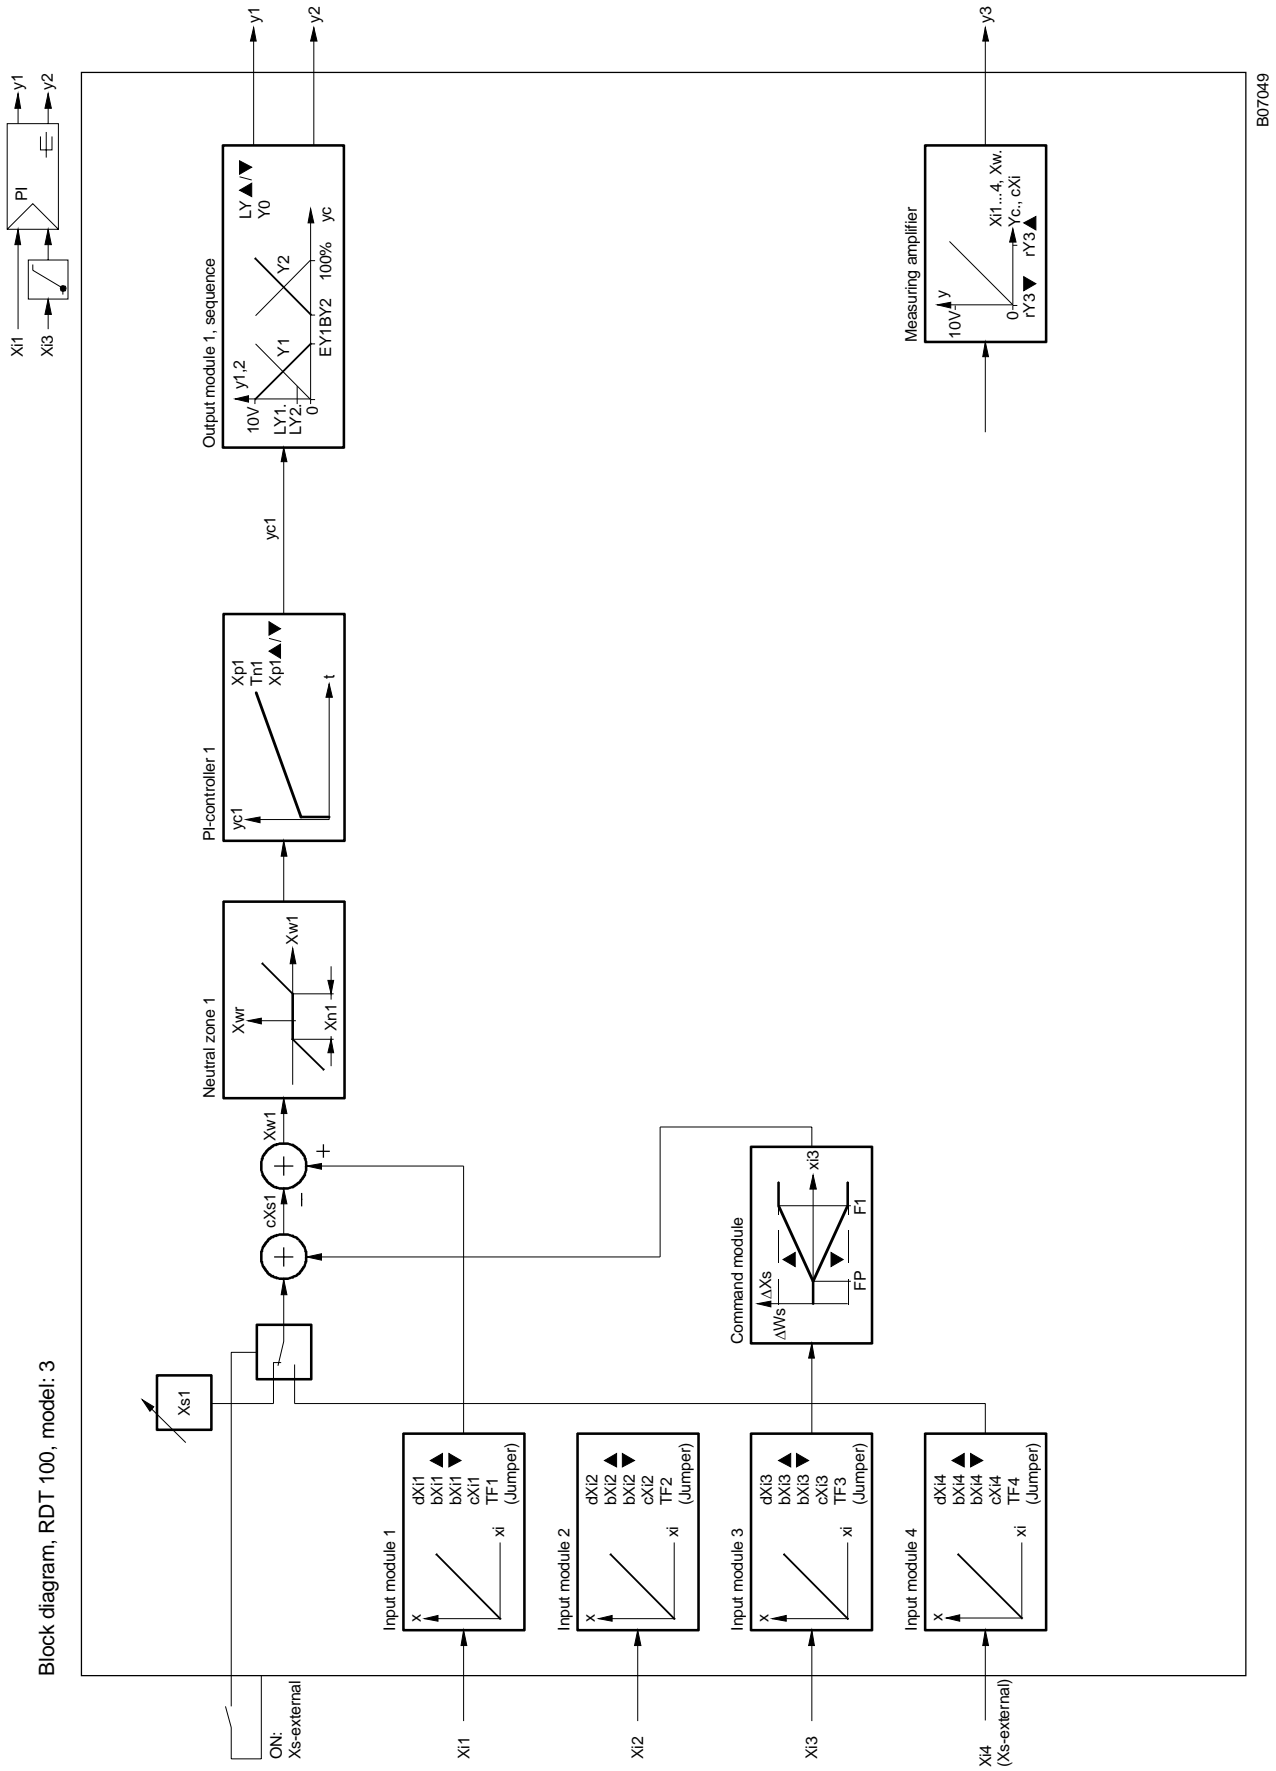 Block diagram, RDT 100, model: 3
Xi1
Xi3
PI
y1
y2
ON:
Xs-external
Xs1
cXs1
–
+
+
+
Xw1
Neutral zone 1
Xwr
Xw1
Xn1
PI-controller 1
yc1
t
Xp1
Tn1
Xp1▲/▼
yc1
Output module 1, sequence
10V
y1,2
LY1.
LY2.
0
Y1
Y2
EY1BY2
100%
yc
LY▲/▼
Y0
y1
y2
Xi1
Input module 1
x
xi
dXi1
bXi1 ▲
bXi1 ▼
cXi1
TF1
(Jumper)
Xi2
Input module 2
x
xi
dXi2
bXi2 ▲
bXi2 ▼
cXi2
TF2
(Jumper)
Xi3
Input module 3
x
xi
dXi3
bXi3 ▲
bXi3 ▼
cXi3
TF3
(Jumper)
Command module
ΔWs
ΔXs
▲
▼
FP
F1
xi3
Xi4
(Xs-external)
Input module 4
x
xi
dXi4
bXi4 ▲
bXi4 ▼
cXi4
TF4
(Jumper)
Measuring amplifier
10V
y
0
Xi1...4, Xw.
Yc., cXi
rY3▼
rY3▲
y3
B07049